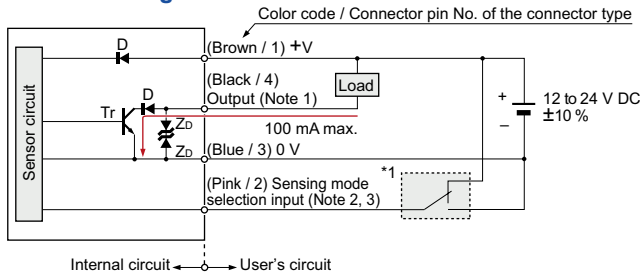 Color code / Connector pin No. of the connector type
D
(Brown / 1) +V
(Black / 4)
Output (Note 1)
Load
D
Tr
ZD
ZD
100 mA max.
+
–
12 to 24 V DC
±10 %
(Blue / 3) 0 V
Sensor circuit
*1
(Pink / 2) Sensing mode
selection input (Note 2, 3)
Internal circuit
User's circuit